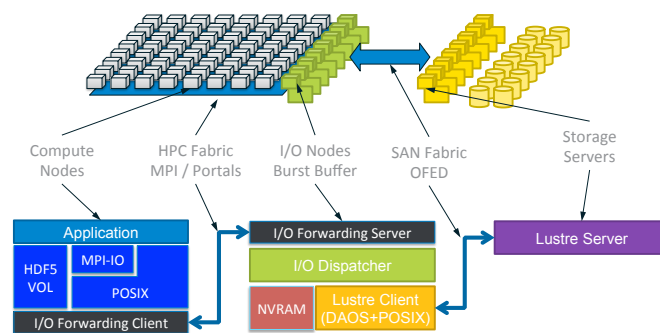 Compute
Nodes
HPC Fabric
MPI / Portals
I/O Nodes
Burst Buffer
SAN Fabric
OFED
Storage
Servers
Application
HDF5
VOL
MPI-IO
POSIX
I/O Forwarding Client
I/O Forwarding Server
I/O Dispatcher
NVRAM
Lustre Client
(DAOS+POSIX)
Lustre Server